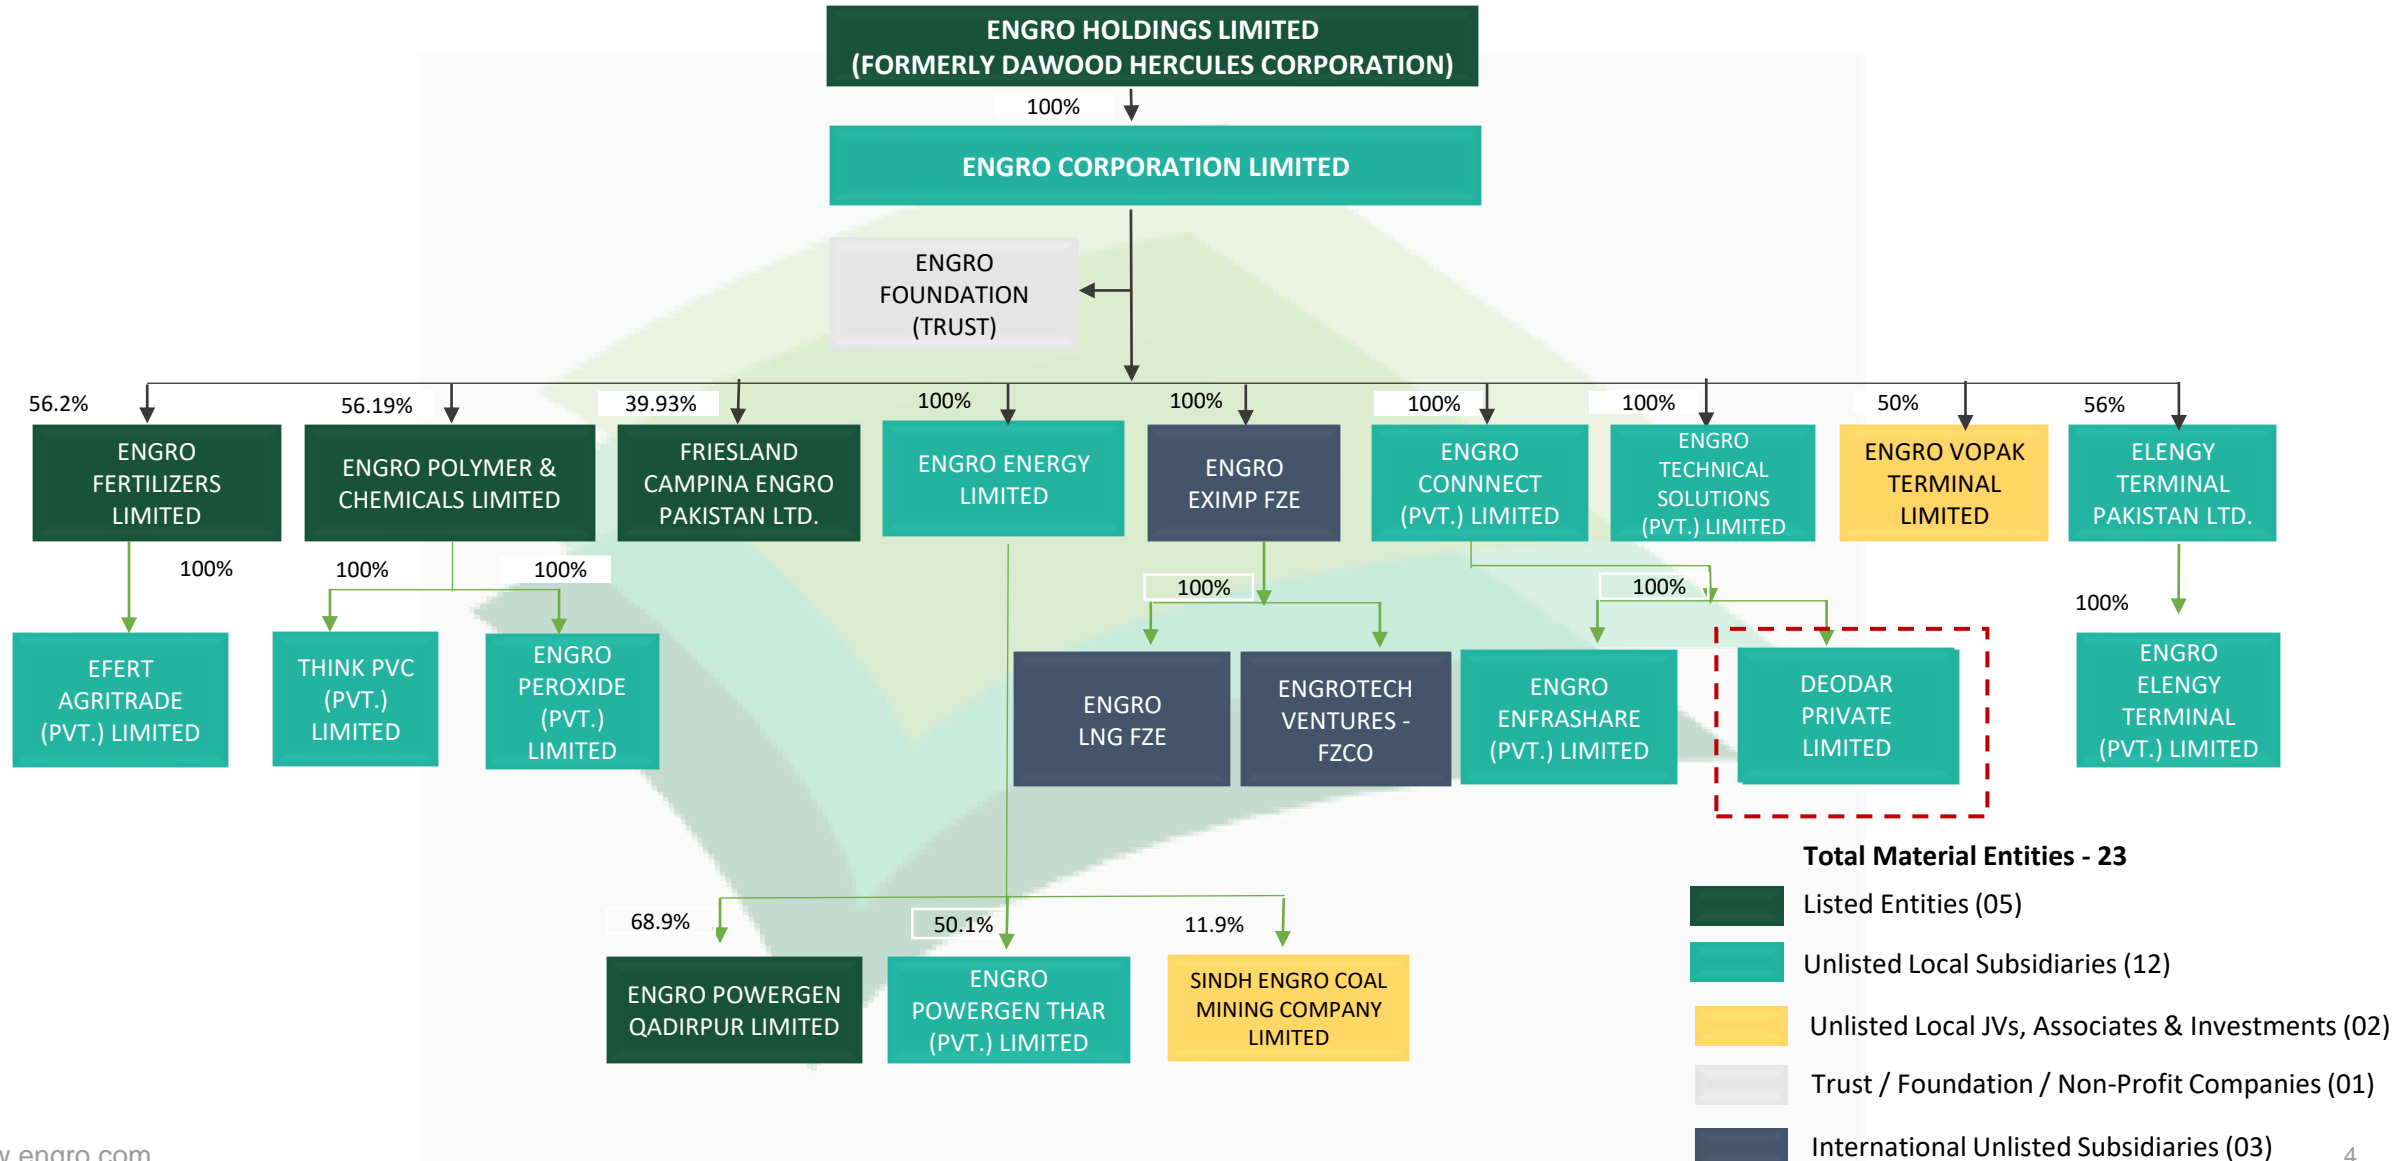 ENGRO HOLDINGS LIMITED
(FORMERLY DAWOOD HERCULES CORPORATION)
100%
ENGRO CORPORATION LIMITED
ENGRO
FOUNDATION
(TRUST)
56.2%
56.19%
39.93%
100%
100%
100%
100%
50%
56%
ENGRO
FERTILIZERS
LIMITED
ENGRO POLYMER &
CHEMICALS LIMITED
FRIESLAND
CAMPINA ENGRO
PAKISTAN LTD.
ENGRO ENERGY
LIMITED
ENGRO
EXIMP FZE
ENGRO
CONNNECT
(PVT.) LIMITED
ENGRO
TECHNICAL
SOLUTIONS
(PVT.) LIMITED
ENGRO VOPAK
TERMINAL
LIMITED
ELENGY
TERMINAL
PAKISTAN LTD.
100%
100%
100%
100%
100%
100%
EFERT
AGRITRADE
(PVT.) LIMITED
THINK PVC
(PVT.)
LIMITED
ENGRO
PEROXIDE
(PVT.)
LIMITED
ENGRO
LNG FZE
ENGROTECH
VENTURES -
FZCO
ENGRO
ENFRASHARE
(PVT.) LIMITED
DEODAR
PRIVATE
LIMITED
ENGRO
ELENGY
TERMINAL
(PVT.) LIMITED
68.9%
50.1%
11.9%
ENGRO POWERGEN
QADIRPUR LIMITED
ENGRO
POWERGEN THAR
(PVT.) LIMITED
SINDH ENGRO COAL
MINING COMPANY
LIMITED
Total Material Entities - 23
Listed Entities (05)
Unlisted Local Subsidiaries (12)
Unlisted Local JVs, Associates & Investments (02)
Trust / Foundation / Non-Profit Companies (01)
International Unlisted Subsidiaries (03)
w.engro.com
4